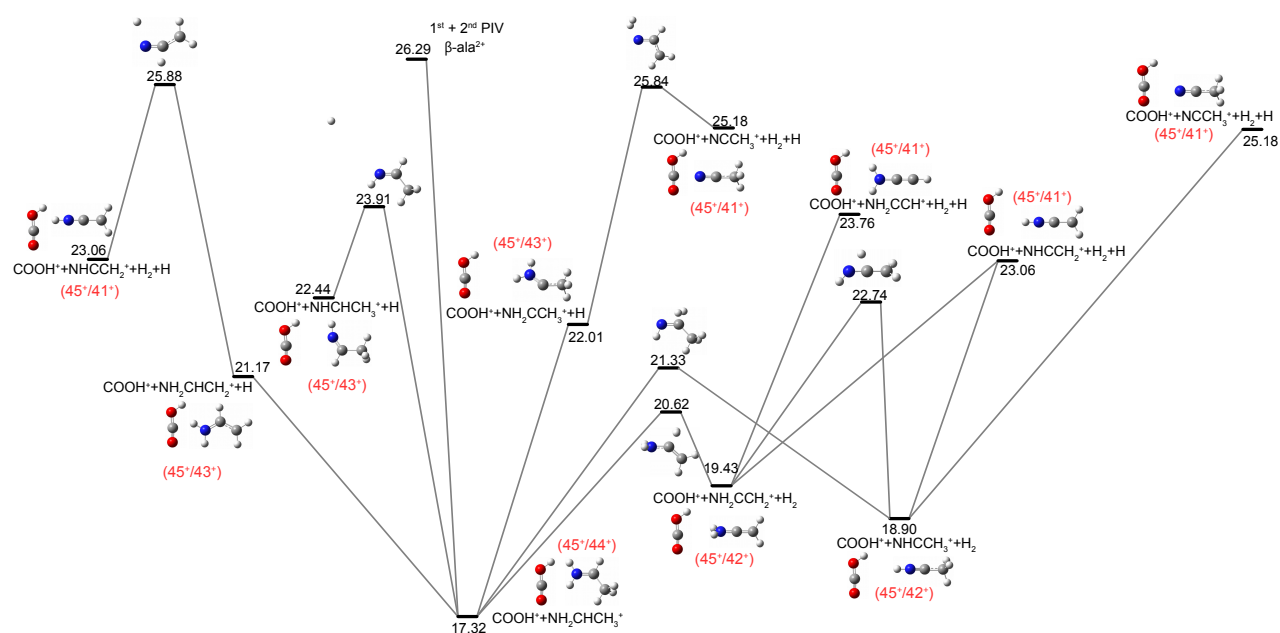 1ˢᵗ + 2ⁿᵈ PIV
β-ala²⁺
26.29
25.88
25.84
25.18
COOH⁺+NCCH₃⁺+H₂+H
(45⁺/41⁺)
COOH⁺+NCCH₃⁺+H₂+H
(45⁺/41⁺)
25.18
(45⁺/41⁺)
COOH⁺+NH₂CCH⁺+H₂+H
23.76
(45⁺/41⁺)
COOH⁺+NHCCH₂⁺+H₂+H
23.06
23.91
23.06
COOH⁺+NHCCH₂⁺+H₂+H
(45⁺/41⁺)
22.44
COOH⁺+NHCHCH₃⁺+H
(45⁺/43⁺)
(45⁺/43⁺)
COOH⁺+NH₂CCH₃⁺+H
22.01
22.74
21.33
21.17
COOH⁺+NH₂CHCH₂⁺+H
(45⁺/43⁺)
20.62
19.43
COOH⁺+NH₂CCH₂⁺+H₂
(45⁺/42⁺)
18.90
COOH⁺+NHCCH₃⁺+H₂
(45⁺/42⁺)
(45⁺/44⁺)
COOH⁺+NH₂CHCH₃⁺
17.32